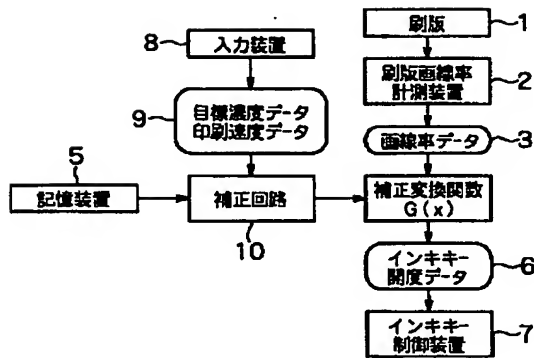 8
入力装置
刷版
1
刷版画線率
計測装置
2
9
目標濃度データ
印刷速度データ
画線率データ
3
5
記憶装置
補正回路
10
補正変換関数
G(x)
インキキー
開度データ
6
インキキー
制御装置
7